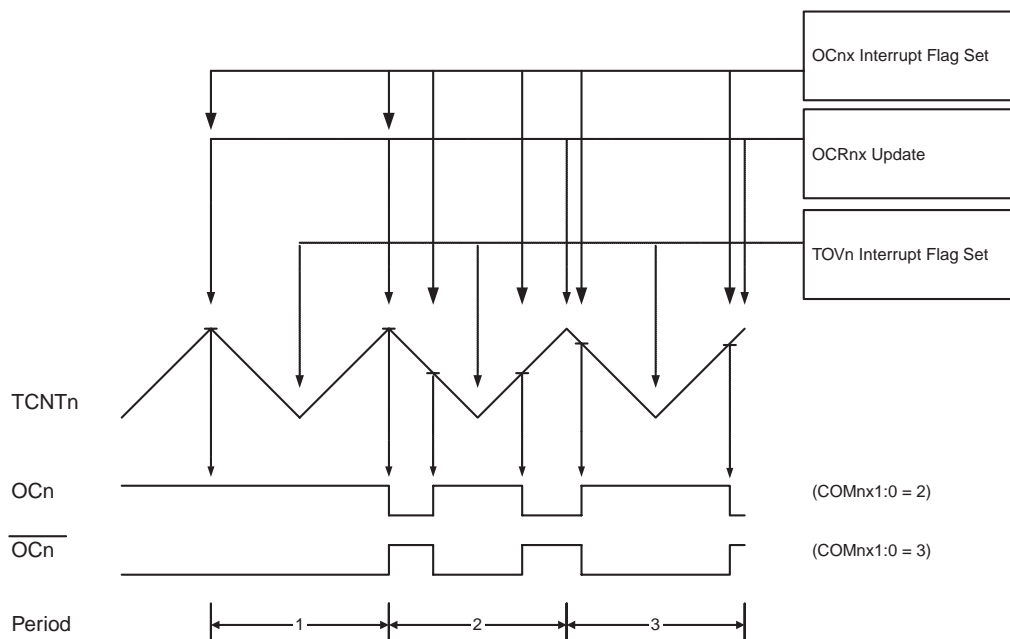 OCnx Interrupt Flag Set
OCRnx Update
TOVn Interrupt Flag Set
TCNTn
OCn
(COMnx1:0 = 2)
OCn
(COMnx1:0 = 3)
Period
1
2
3